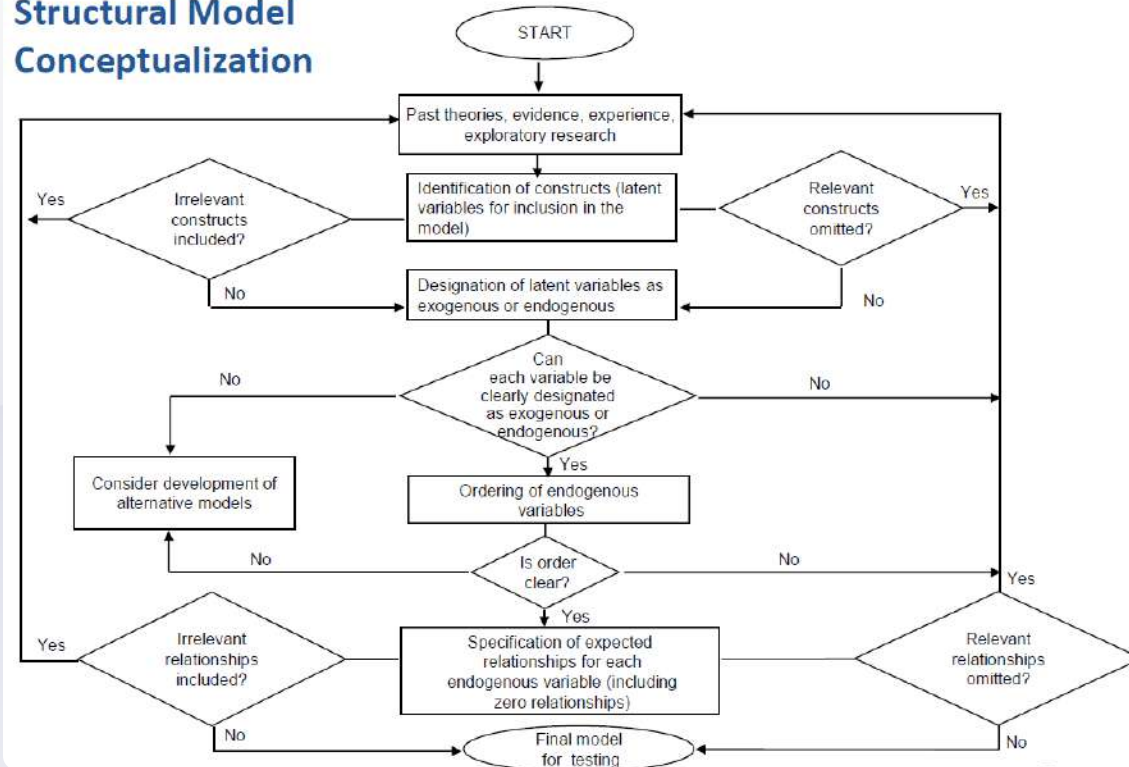 Structural Model
Conceptualization
START
Past theories, evidence, experience,
exploratory research
Yes
Irrelevant
constructs
included?
Identification of constructs (latent
variables for inclusion in the
model)
Relevant
constructs
omitted?
Yes
No
Designation of latent variables as
exogenous or endogenous
No
No
Can
each variable be
clearly designated
as exogenous or
endogenous?
No
Yes
Consider development of
alternative models
Ordering of endogenous
variables
No
Is order
clear?
No
Yes
Yes
Yes
Irrelevant
relationships
included?
Specification of expected
relationships for each
endogenous variable (including
zero relationships)
Relevant
relationships
omitted?
No
Final model
for testing
No